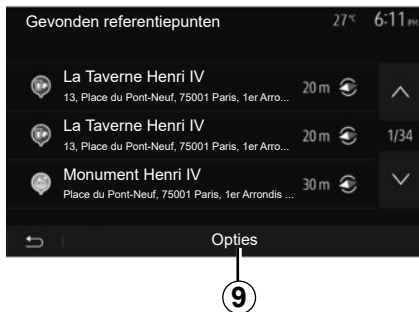 Gevonden referentiepunten 27°C 6:11 PM
La Taverne Henri IV
13, Place du Pont-Neuf, 75001 Paris, 1er Arro... 20 m
La Taverne Henri IV
13, Place du Pont-Neuf, 75001 Paris, 1er Arro... 20 m
1/34
Monument Henri IV
Place du Pont-Neuf, 75001 Paris, 1er Arrondis ... 30 m
Opties
9